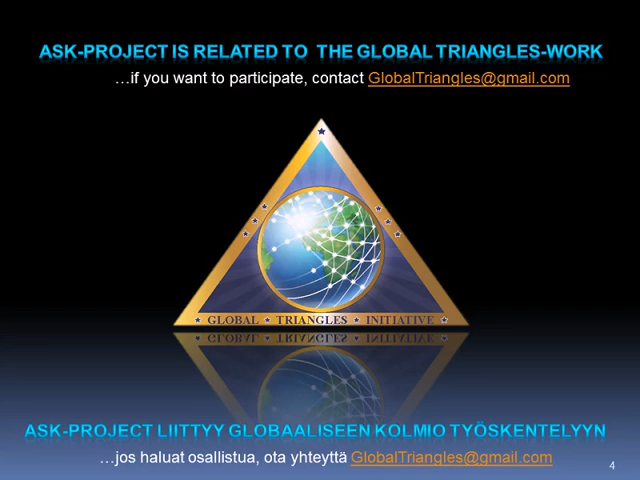 ASK-PROJECT IS RELATED TO THE GLOBAL TRIANGLES-WORK
…if you want to participate, contact GlobalTriangles@gmail.com
GLOBAL TRIANGLES INITIATIVE
ASK-PROJECT LIITTYY GLOBAALISEEN KOLMIO TYÖSKENTELYYN
…jos haluat osallistua, ota yhteyttä GlobalTriangles@gmail.com
4